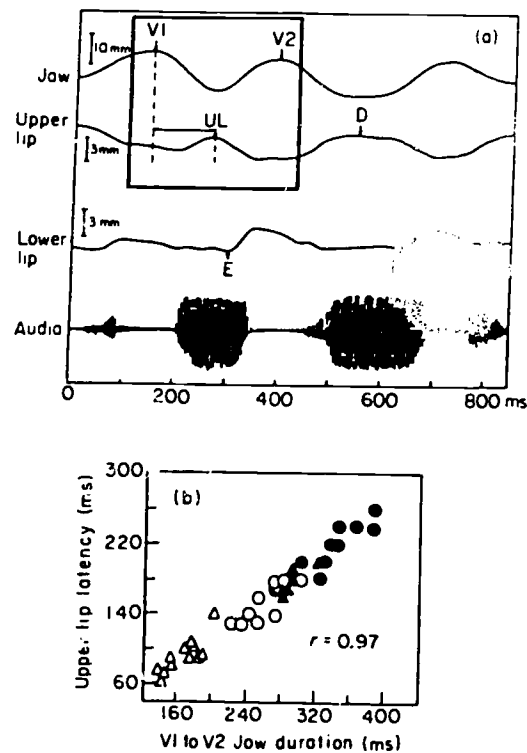 (a)
10 mm
V1
V2
Jaw
Upper lip
3 mm
UL
D
3 mm
Lower lip
E
Audio
0 200 400 600 800 ms
(b)
Upper lip latency (ms)
300
220
140
60
r = 0.97
160 240 320 400
V1 to V2 Jaw duration (ms)